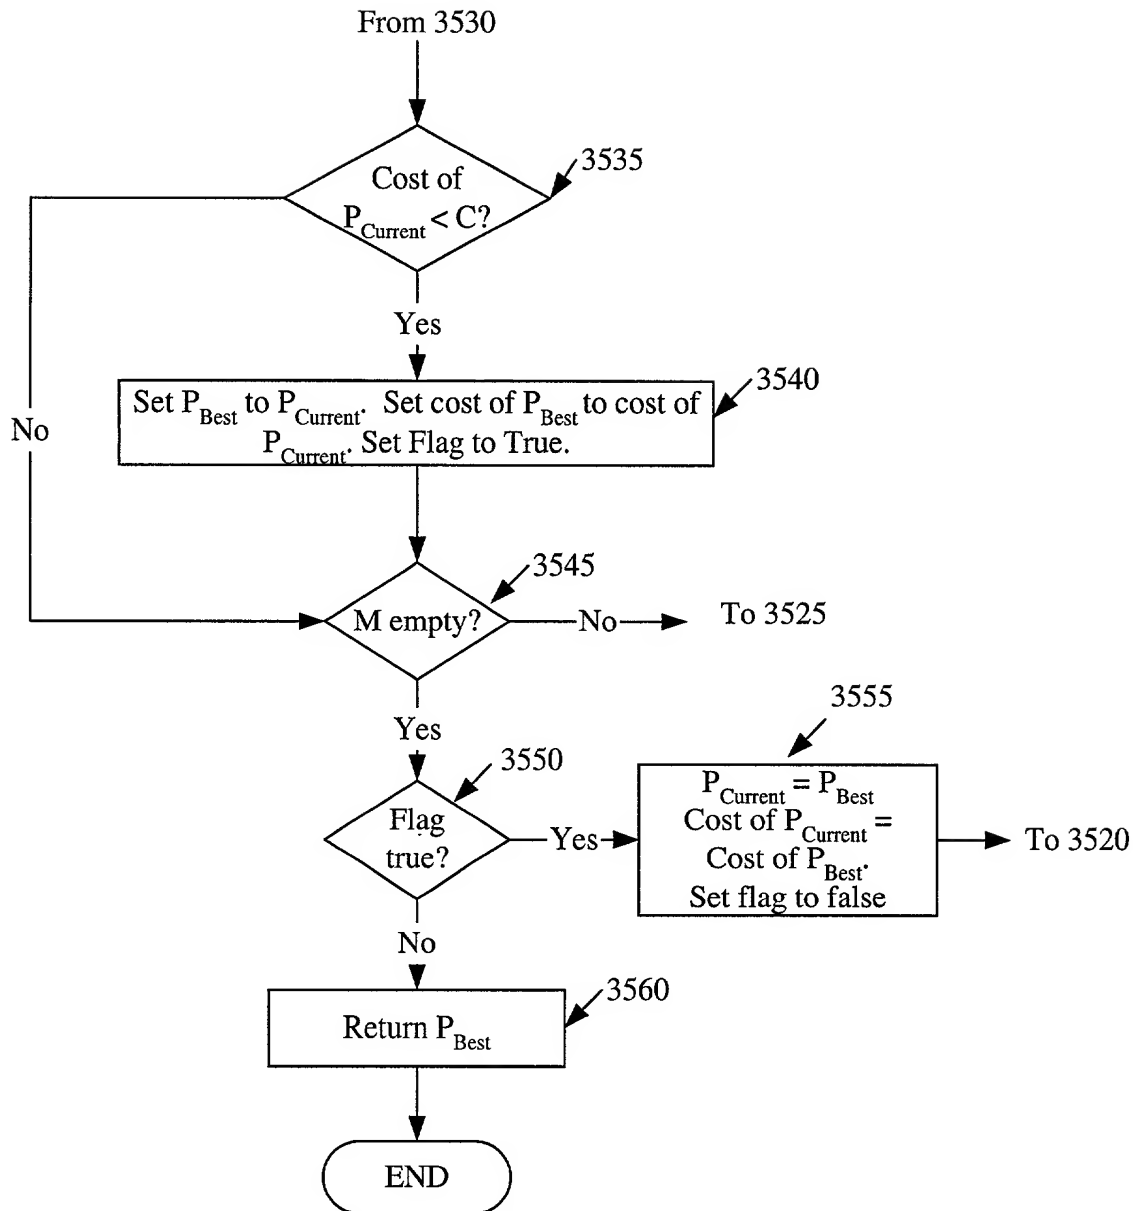 From 3530
3535
Cost of
P_Current < C?
Yes
3540
Set P_Best to P_Current. Set cost of P_Best to cost of
P_Current. Set Flag to True.
No
3545
M empty?
No
To 3525
Yes
3555
3550
P_Current = P_Best
Cost of P_Current =
Cost of P_Best.
Set flag to false
Flag
true?
Yes
To 3520
No
3560
Return P_Best
END